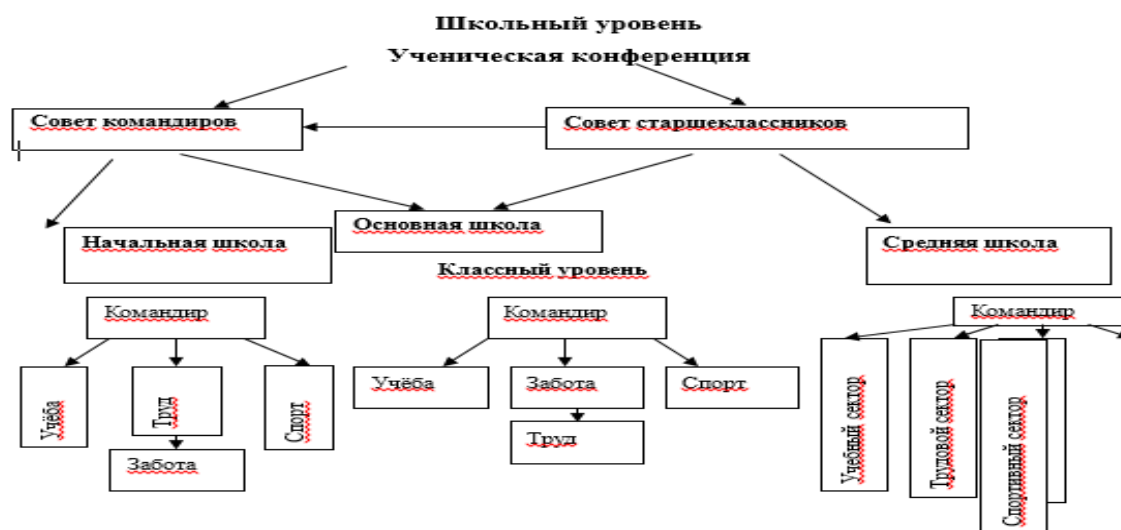 Школьный уровень
Ученическая конференция
Совет командиров
Совет старшеклассников
Основная школа
Начальная школа
Средняя школа
Классный уровень
Командир
Командир
Командир
Учёба
Труд
Спорт
Забота
Учёба
Забота
Спорт
Труд
Учебный сектор
Трудовой сектор
Спортивный сектор